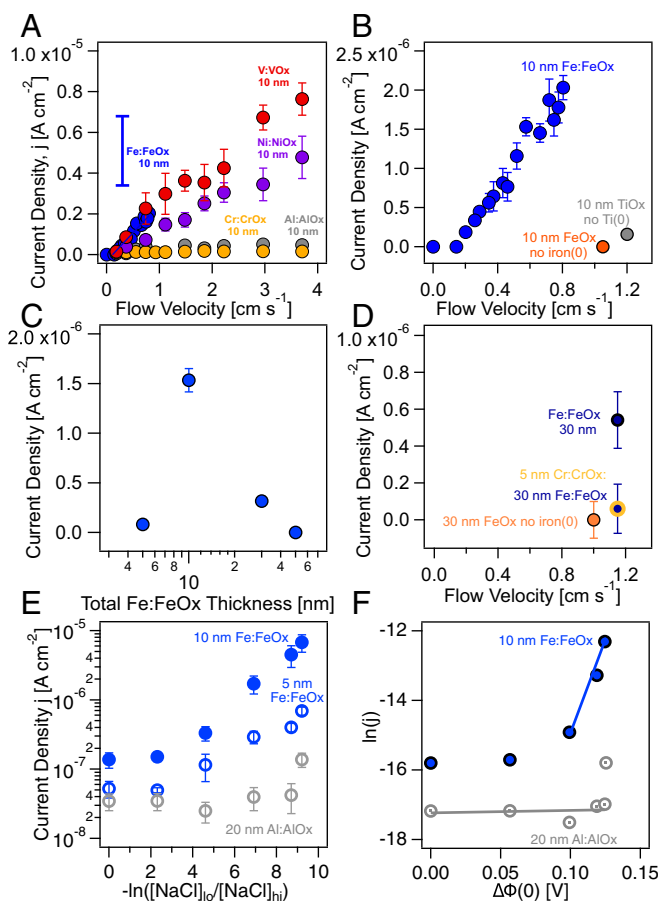 A
1.0 x10^-5
0.8
0.6
0.4
0.2
0.0
Current Density, j [A cm^-2]
V:VOx
10 nm
Ni:NiOx
10 nm
Fe:FeOx
10 nm
Cr:CrOx
10 nm
Al:AlOx
10 nm
0 1 2 3 4
Flow Velocity [cm s^-1]
B
2.5 x10^-6
2.0
1.5
1.0
0.5
0.0
Current Density [A cm^-2]
10 nm Fe:FeOx
10 nm TiOx
no Ti(0)
10 nm FeOx
no iron(0)
0.0 0.4 0.8 1.2
Flow Velocity [cm s^-1]
C
2.0 x10^-6
1.5
1.0
0.5
0.0
Current Density [A cm^-2]
4 6 10 2 4 6
Total Fe:FeOx Thickness [nm]
D
1.0 x10^-6
0.8
0.6
0.4
0.2
0.0
Current Density [A cm^-2]
Fe:FeOx
30 nm
5 nm Cr:CrOx:
30 nm Fe:FeOx
30 nm FeOx no iron(0)
0.0 0.4 0.8 1.2
Flow Velocity [cm s^-1]
E
10^-5
4
2
10^-6
4
2
10^-7
4
2
10^-8
Current Density j [A cm^-2]
10 nm Fe:FeOx
5 nm
Fe:FeOx
20 nm Al:AlOx
0 2 4 6 8 10
-ln([NaCl]lo/[NaCl]hi)
F
-12
-14
-16
-18
ln(j)
10 nm Fe:FeOx
20 nm Al:AlOx
0.00 0.05 0.10 0.15
ΔΦ(0) [V]